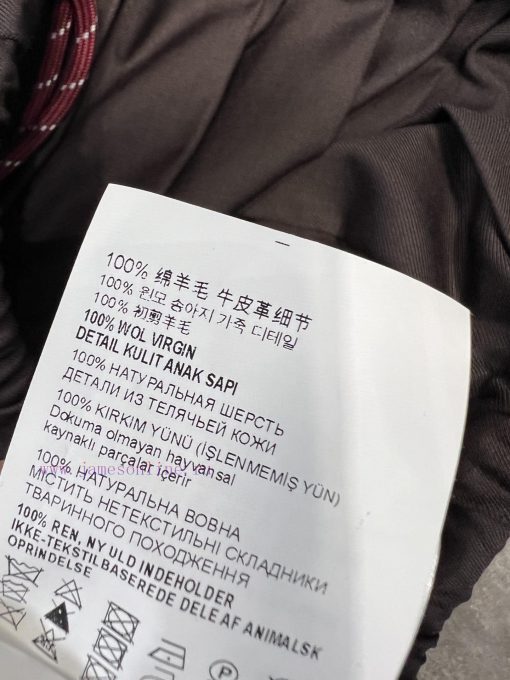 100% 绵羊毛 牛皮革细节
100% 원모 송아지 가죽 디테일
100% 初剪羊毛
100% WOL VIRGIN
DETAIL KULIT ANAK SAPI
100% НАТУРАЛЬНАЯ ШЕРСТЬ
ДЕТАЛИ ИЗ ТЕЛЯЧЬЕЙ КОЖИ
100% KIRKIM YÜNÜ (İŞLENMEMİŞ YÜN)
Dokuma olmayan hayvansal
kaynaklı parçalar içerir
100% НАТУРАЛЬНА ВОВНА
МІСТИТЬ НЕТЕКСТИЛЬНІ СКЛАДНИКИ
ТВАРИННОГО ПОХОДЖЕННЯ
100% REN, NY ULD INDEHOLDER
IKKE-TEKSTILBASEREDE DELE AF ANIMALSK
OPRINDELSE
P